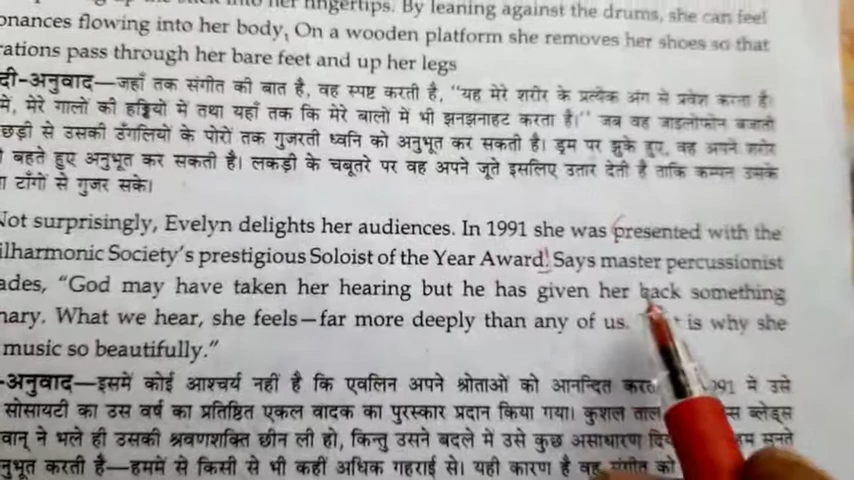 her fingertips. By leaning against the drums, she can feel
onances flowing into her body, On a wooden platform she removes her shoes so that
rations pass through her bare feet and up her legs
दी-अनुवाद—जहाँ तक संगीत की बात है, वह स्पष्ट करती है, ''यह मेरे शरीर के प्रत्येक अंग से प्रवेश करता है।
में, मेरे गालों की हड्डियों में तथा यहाँ तक कि मेरे बालों में भी झनझनाहट करता है।'' जब वह जाइलोफोन बजाती
छड़ी से उसकी उँगलियों के पोरों तक गुजरती ध्वनि को अनुभूत कर सकती है। ड्रम पर झुके हुए, वह अपने शरीर
बहते हुए अनुभूत कर सकती है। लकड़ी के चबूतरे पर वह अपने जूते इसलिए उतार देती है ताकि कम्पन उसके
टाँगों से गुजर सके।
Not surprisingly, Evelyn delights her audiences. In 1991 she was presented with the
ilharmonic Society's prestigious Soloist of the Year Award. Says master percussionist
ades, "God may have taken her hearing but he has given her back something
nary. What we hear, she feels—far more deeply than any of us. is why she
music so beautifully."
-अनुवाद—इसमें कोई आश्चर्य नहीं है कि एवलिन अपने श्रोताओं को आनन्दित 91 में उसे
सोसायटी का उस वर्ष का प्रतिष्ठित एकल वादक का पुरस्कार प्रदान किया गया। कुशल ब्लेड्स
वान् ने भले ही उसकी श्रवणशक्ति छीन ली हो, किन्तु उसने बदले में उसे कुछ असाधारण सुनते
नुभूत करती है—हममें से किसी से भी कहीं अधिक गहराई से। यही कारण है वह संगीत को